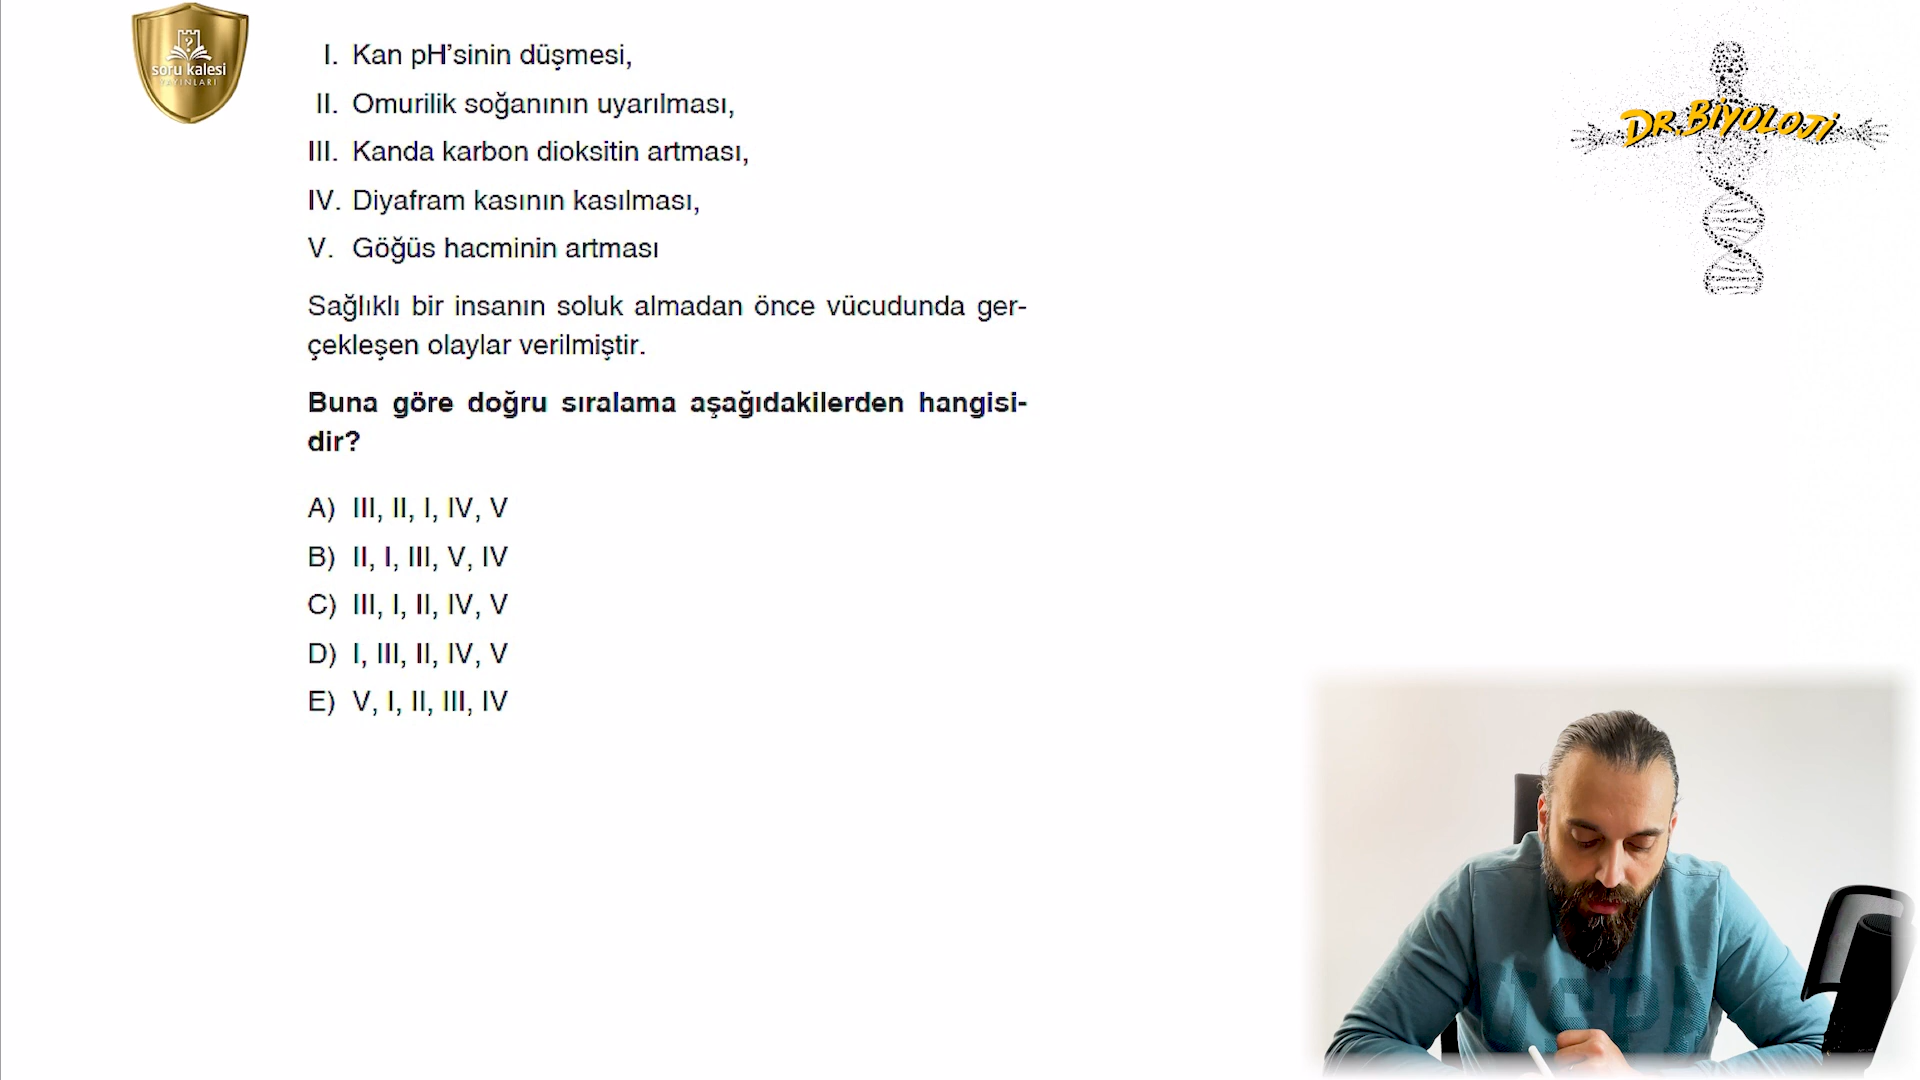 soru kalesi
YAYINLARI
DR.BİYOLOJİ
I. Kan pH’sinin düşmesi,
II. Omurilik soğanının uyarılması,
III. Kanda karbon dioksitin artması,
IV. Diyafram kasının kasılması,
V. Göğüs hacminin artması
Sağlıklı bir insanın soluk almadan önce vücudunda ger-
çekleşen olaylar verilmiştir.
Buna göre doğru sıralama aşağıdakilerden hangisi-
dir?
A) III, II, I, IV, V
B) II, I, III, V, IV
C) III, I, II, IV, V
D) I, III, II, IV, V
E) V, I, II, III, IV